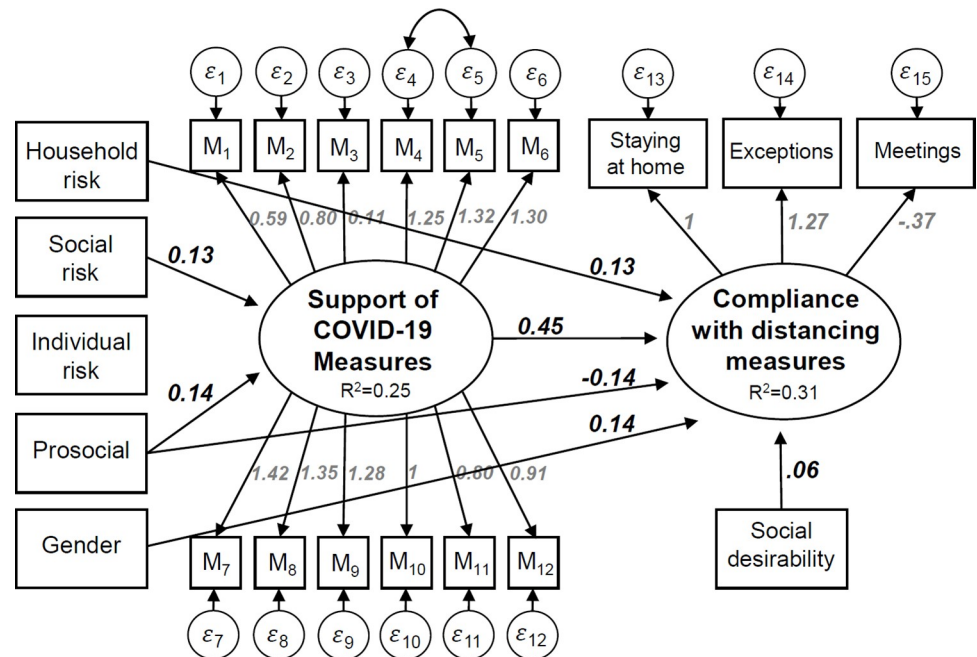 ε1 ε2 ε3 ε4 ε5 ε6 ε13 ε14 ε15
M1 M2 M3 M4 M5 M6
Staying
at home
Exceptions
Meetings
Household
risk
Social
risk
Individual
risk
Prosocial
Gender
0.59 0.80 0.11 1.25 1.32 1.30
1 1.27 -.37
0.13
0.13
Support of
COVID-19
Measures
R²=0.25
0.45
Compliance
with distancing
measures
R²=0.31
0.14
-0.14
0.14
1.42 1.35 1.28 1 0.80 0.91
.06
Social
desirability
M7 M8 M9 M10 M11 M12
ε7 ε8 ε9 ε10 ε11 ε12